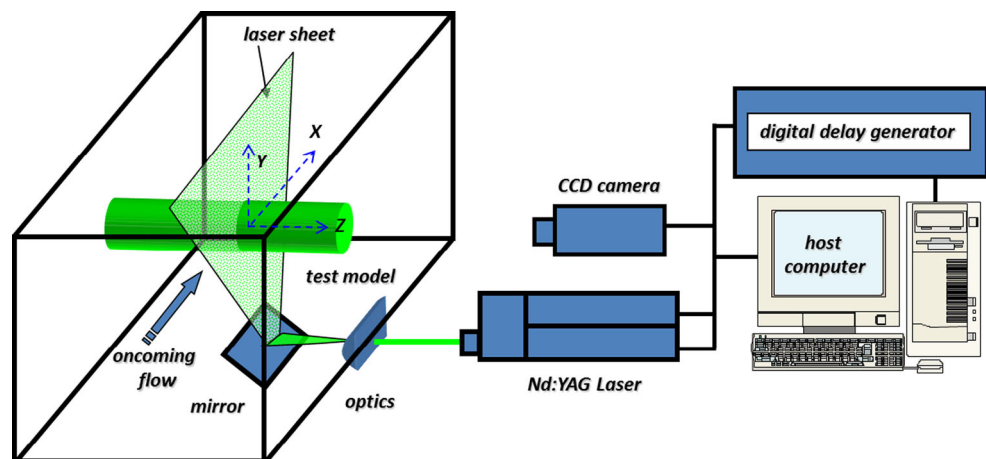 laser sheet
X
Y
Z
digital delay generator
CCD camera
host
computer
test model
oncoming
flow
mirror
optics
Nd:YAG Laser